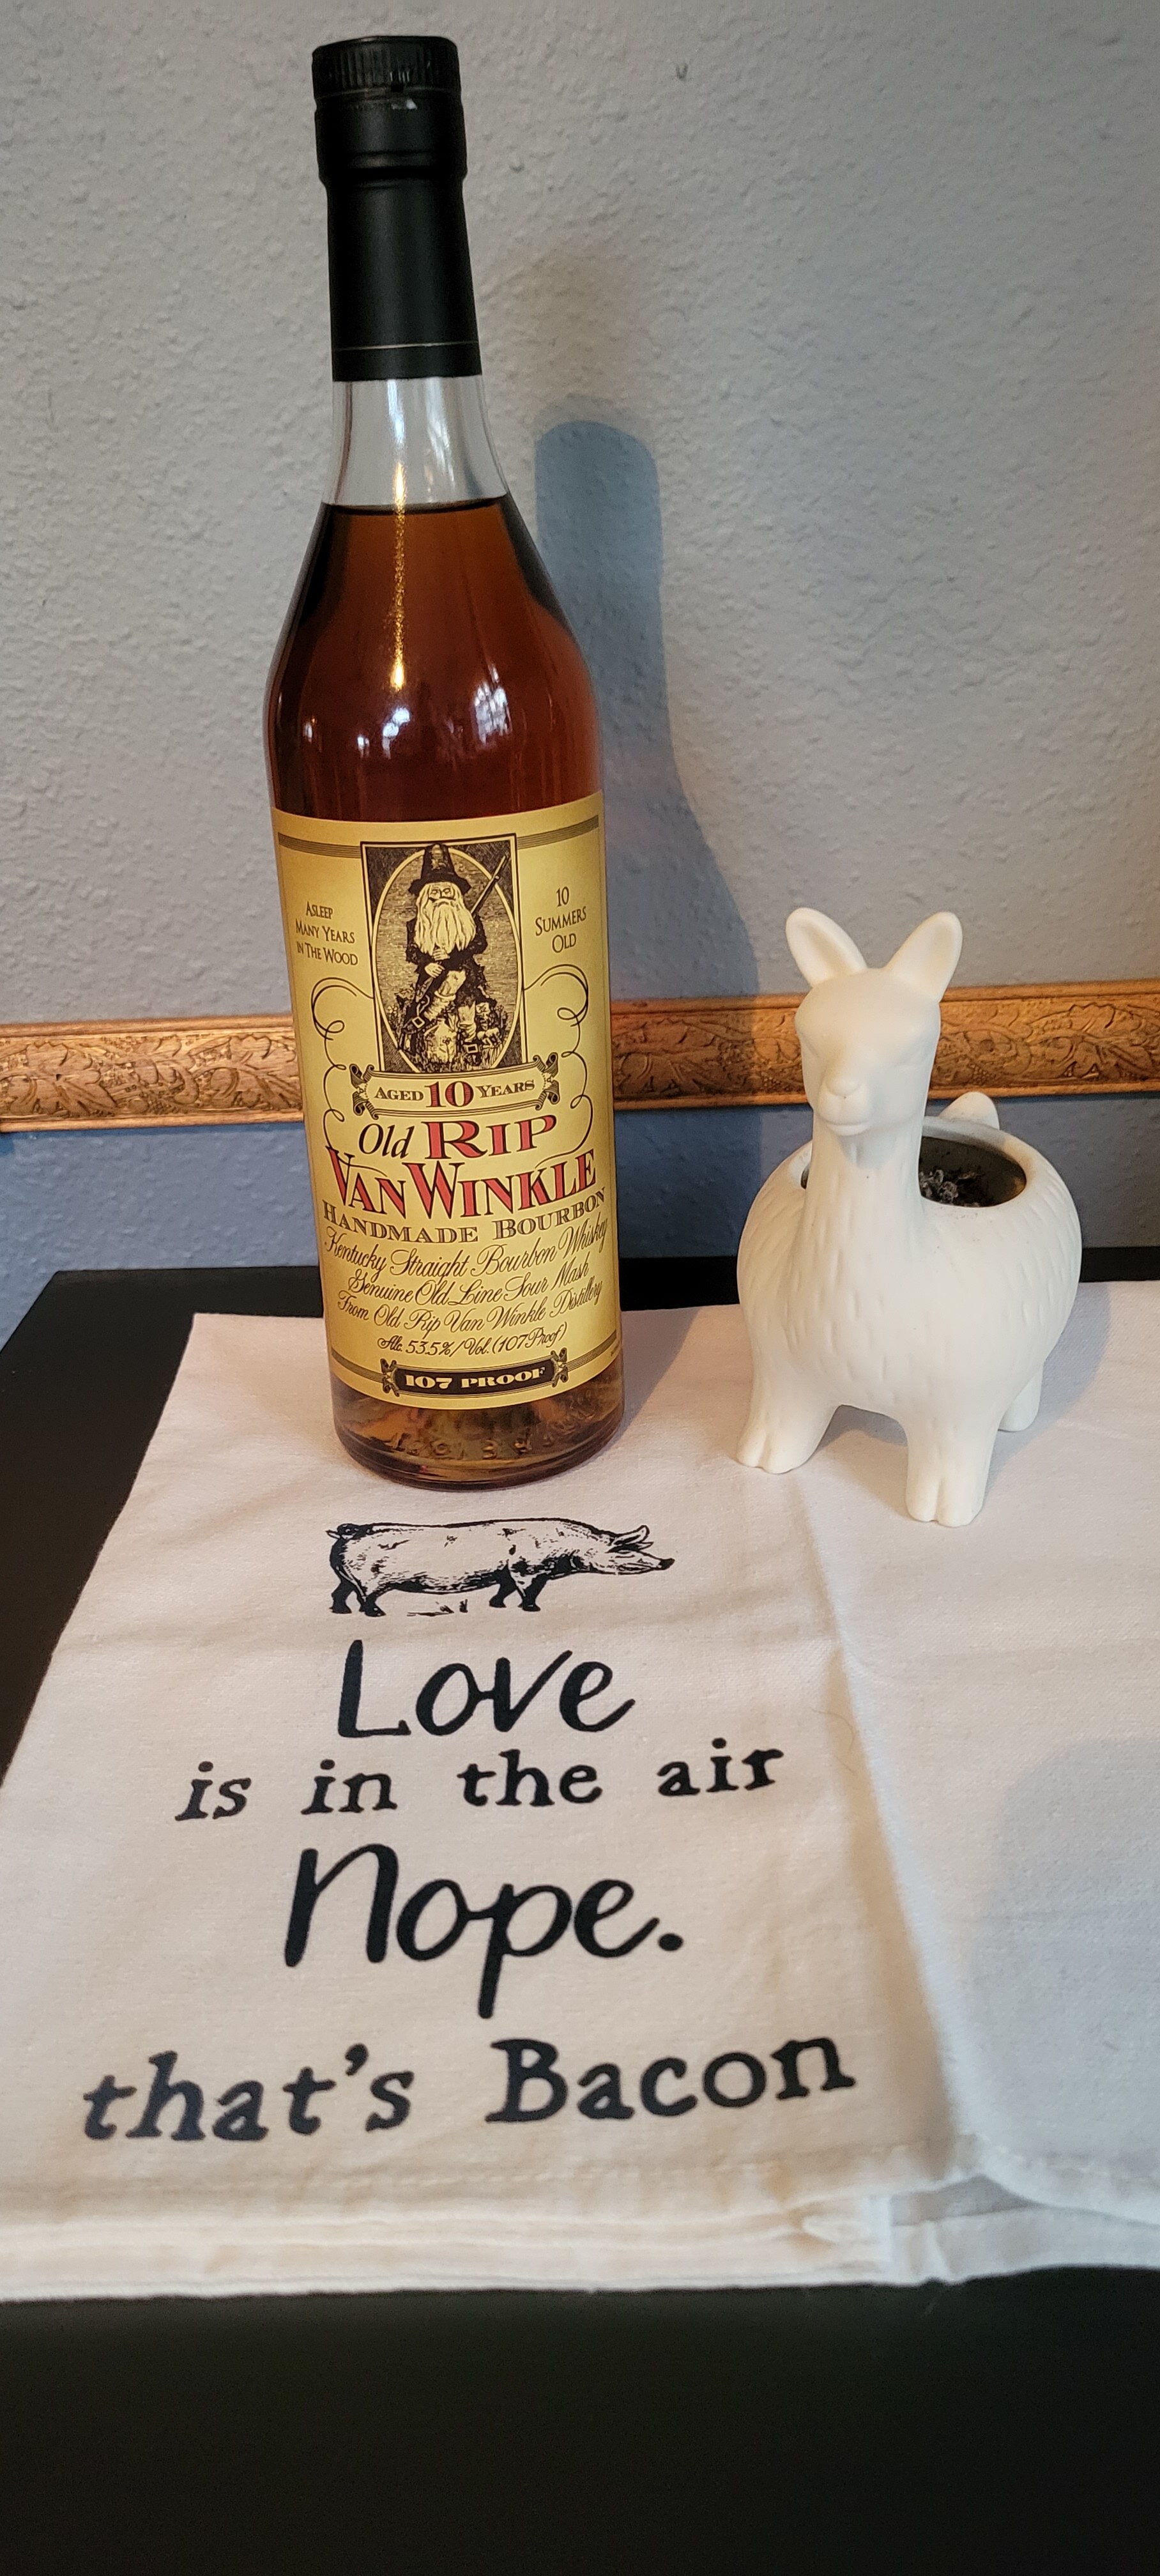 ASLEEP
MANY YEARS
IN THE WOOD
10
SUMMERS
OLD
AGED 10 YEARS
Old RIP
VAN WINKLE
HANDMADE BOURBON
Kentucky Straight Bourbon Whiskey
Genuine Old Line Sour Mash
From Old Rip Van Winkle Distillery
Alc. 53.5%/Vol. (107 Proof)
107 PROOF
Love
is in the air
Nope.
that's Bacon